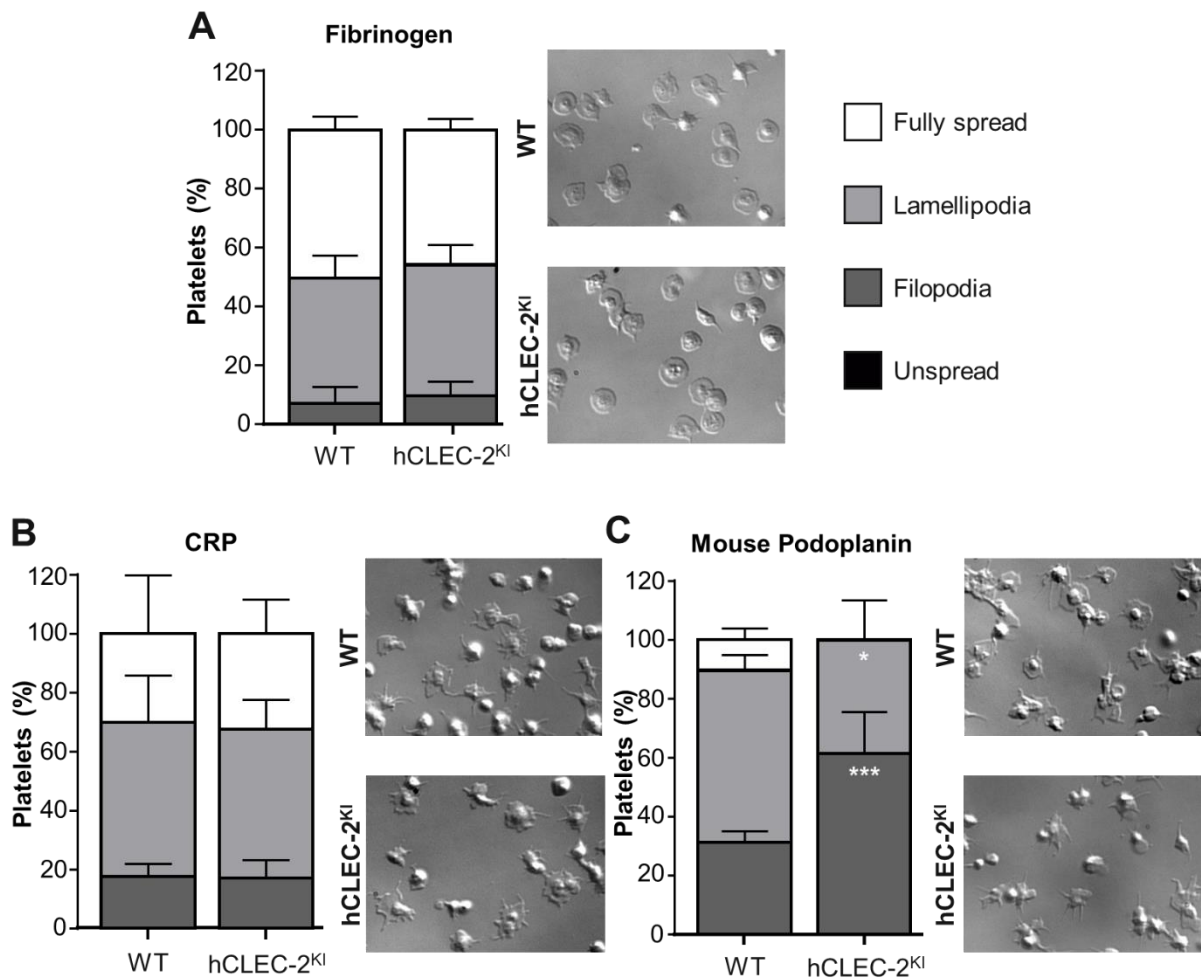 A
Fibrinogen
Platelets (%)
120
100
80
60
40
20
0
WT
hCLEC-2KI
WT
hCLEC-2KI
Fully spread
Lamellipodia
Filopodia
Unspread
B
CRP
Platelets (%)
120
100
80
60
40
20
0
WT
hCLEC-2KI
WT
hCLEC-2KI
C
Mouse Podoplanin
Platelets (%)
120
100
80
60
40
20
0
*
***
WT
hCLEC-2KI
WT
hCLEC-2KI